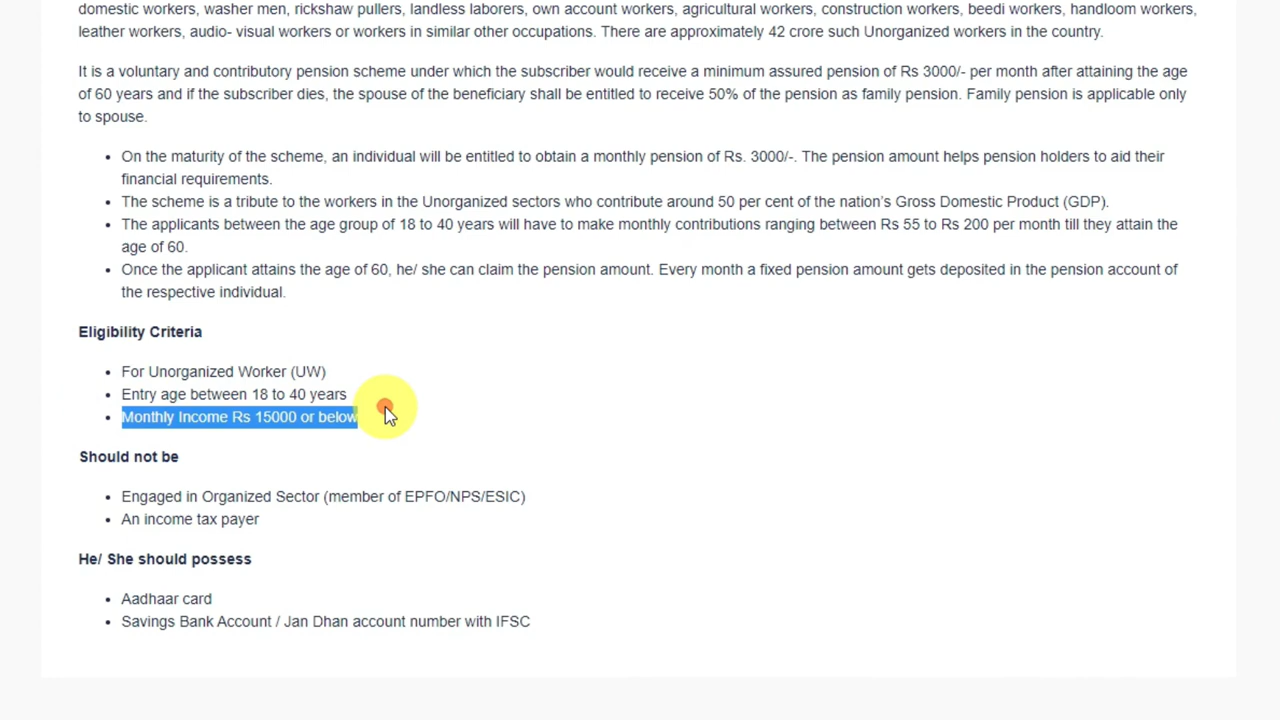 domestic workers, washer men, rickshaw pullers, landless laborers, own account workers, agricultural workers, construction workers, beedi workers, handloom workers,
leather workers, audio- visual workers or workers in similar other occupations. There are approximately 42 crore such Unorganized workers in the country.
It is a voluntary and contributory pension scheme under which the subscriber would receive a minimum assured pension of Rs 3000/- per month after attaining the age
of 60 years and if the subscriber dies, the spouse of the beneficiary shall be entitled to receive 50% of the pension as family pension. Family pension is applicable only
to spouse.
• On the maturity of the scheme, an individual will be entitled to obtain a monthly pension of Rs. 3000/-. The pension amount helps pension holders to aid their
financial requirements.
• The scheme is a tribute to the workers in the Unorganized sectors who contribute around 50 per cent of the nation’s Gross Domestic Product (GDP).
• The applicants between the age group of 18 to 40 years will have to make monthly contributions ranging between Rs 55 to Rs 200 per month till they attain the
age of 60.
• Once the applicant attains the age of 60, he/ she can claim the pension amount. Every month a fixed pension amount gets deposited in the pension account of
the respective individual.
Eligibility Criteria
• For Unorganized Worker (UW)
• Entry age between 18 to 40 years
• Monthly Income Rs 15000 or below
Should not be
• Engaged in Organized Sector (member of EPFO/NPS/ESIC)
• An income tax payer
He/ She should possess
• Aadhaar card
• Savings Bank Account / Jan Dhan account number with IFSC